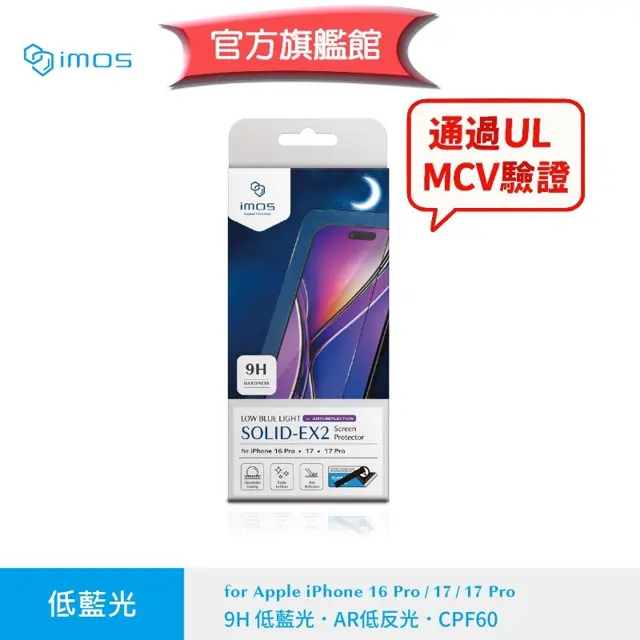 imos
官方旗艦館
通過UL
MCV驗證
imos
9H
HARDNESS
LOW BLUE LIGHT
ANTI-REFLECTION
SOLID-EX2 Screen
Protector
for iPhone 16 Pro • 17 • 17 Pro
低藍光
for Apple iPhone 16 Pro / 17 / 17 Pro
9H 低藍光・AR低反光・CPF60